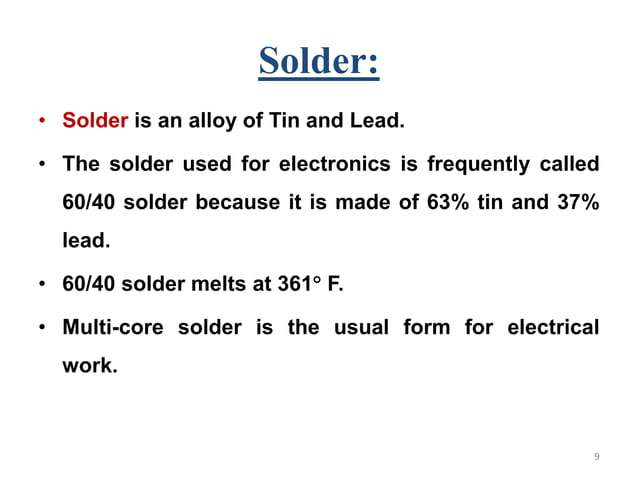 Solder:
• Solder is an alloy of Tin and Lead.
• The solder used for electronics is frequently called
60/40 solder because it is made of 63% tin and 37%
lead.
• 60/40 solder melts at 361° F.
• Multi-core solder is the usual form for electrical
work.
9